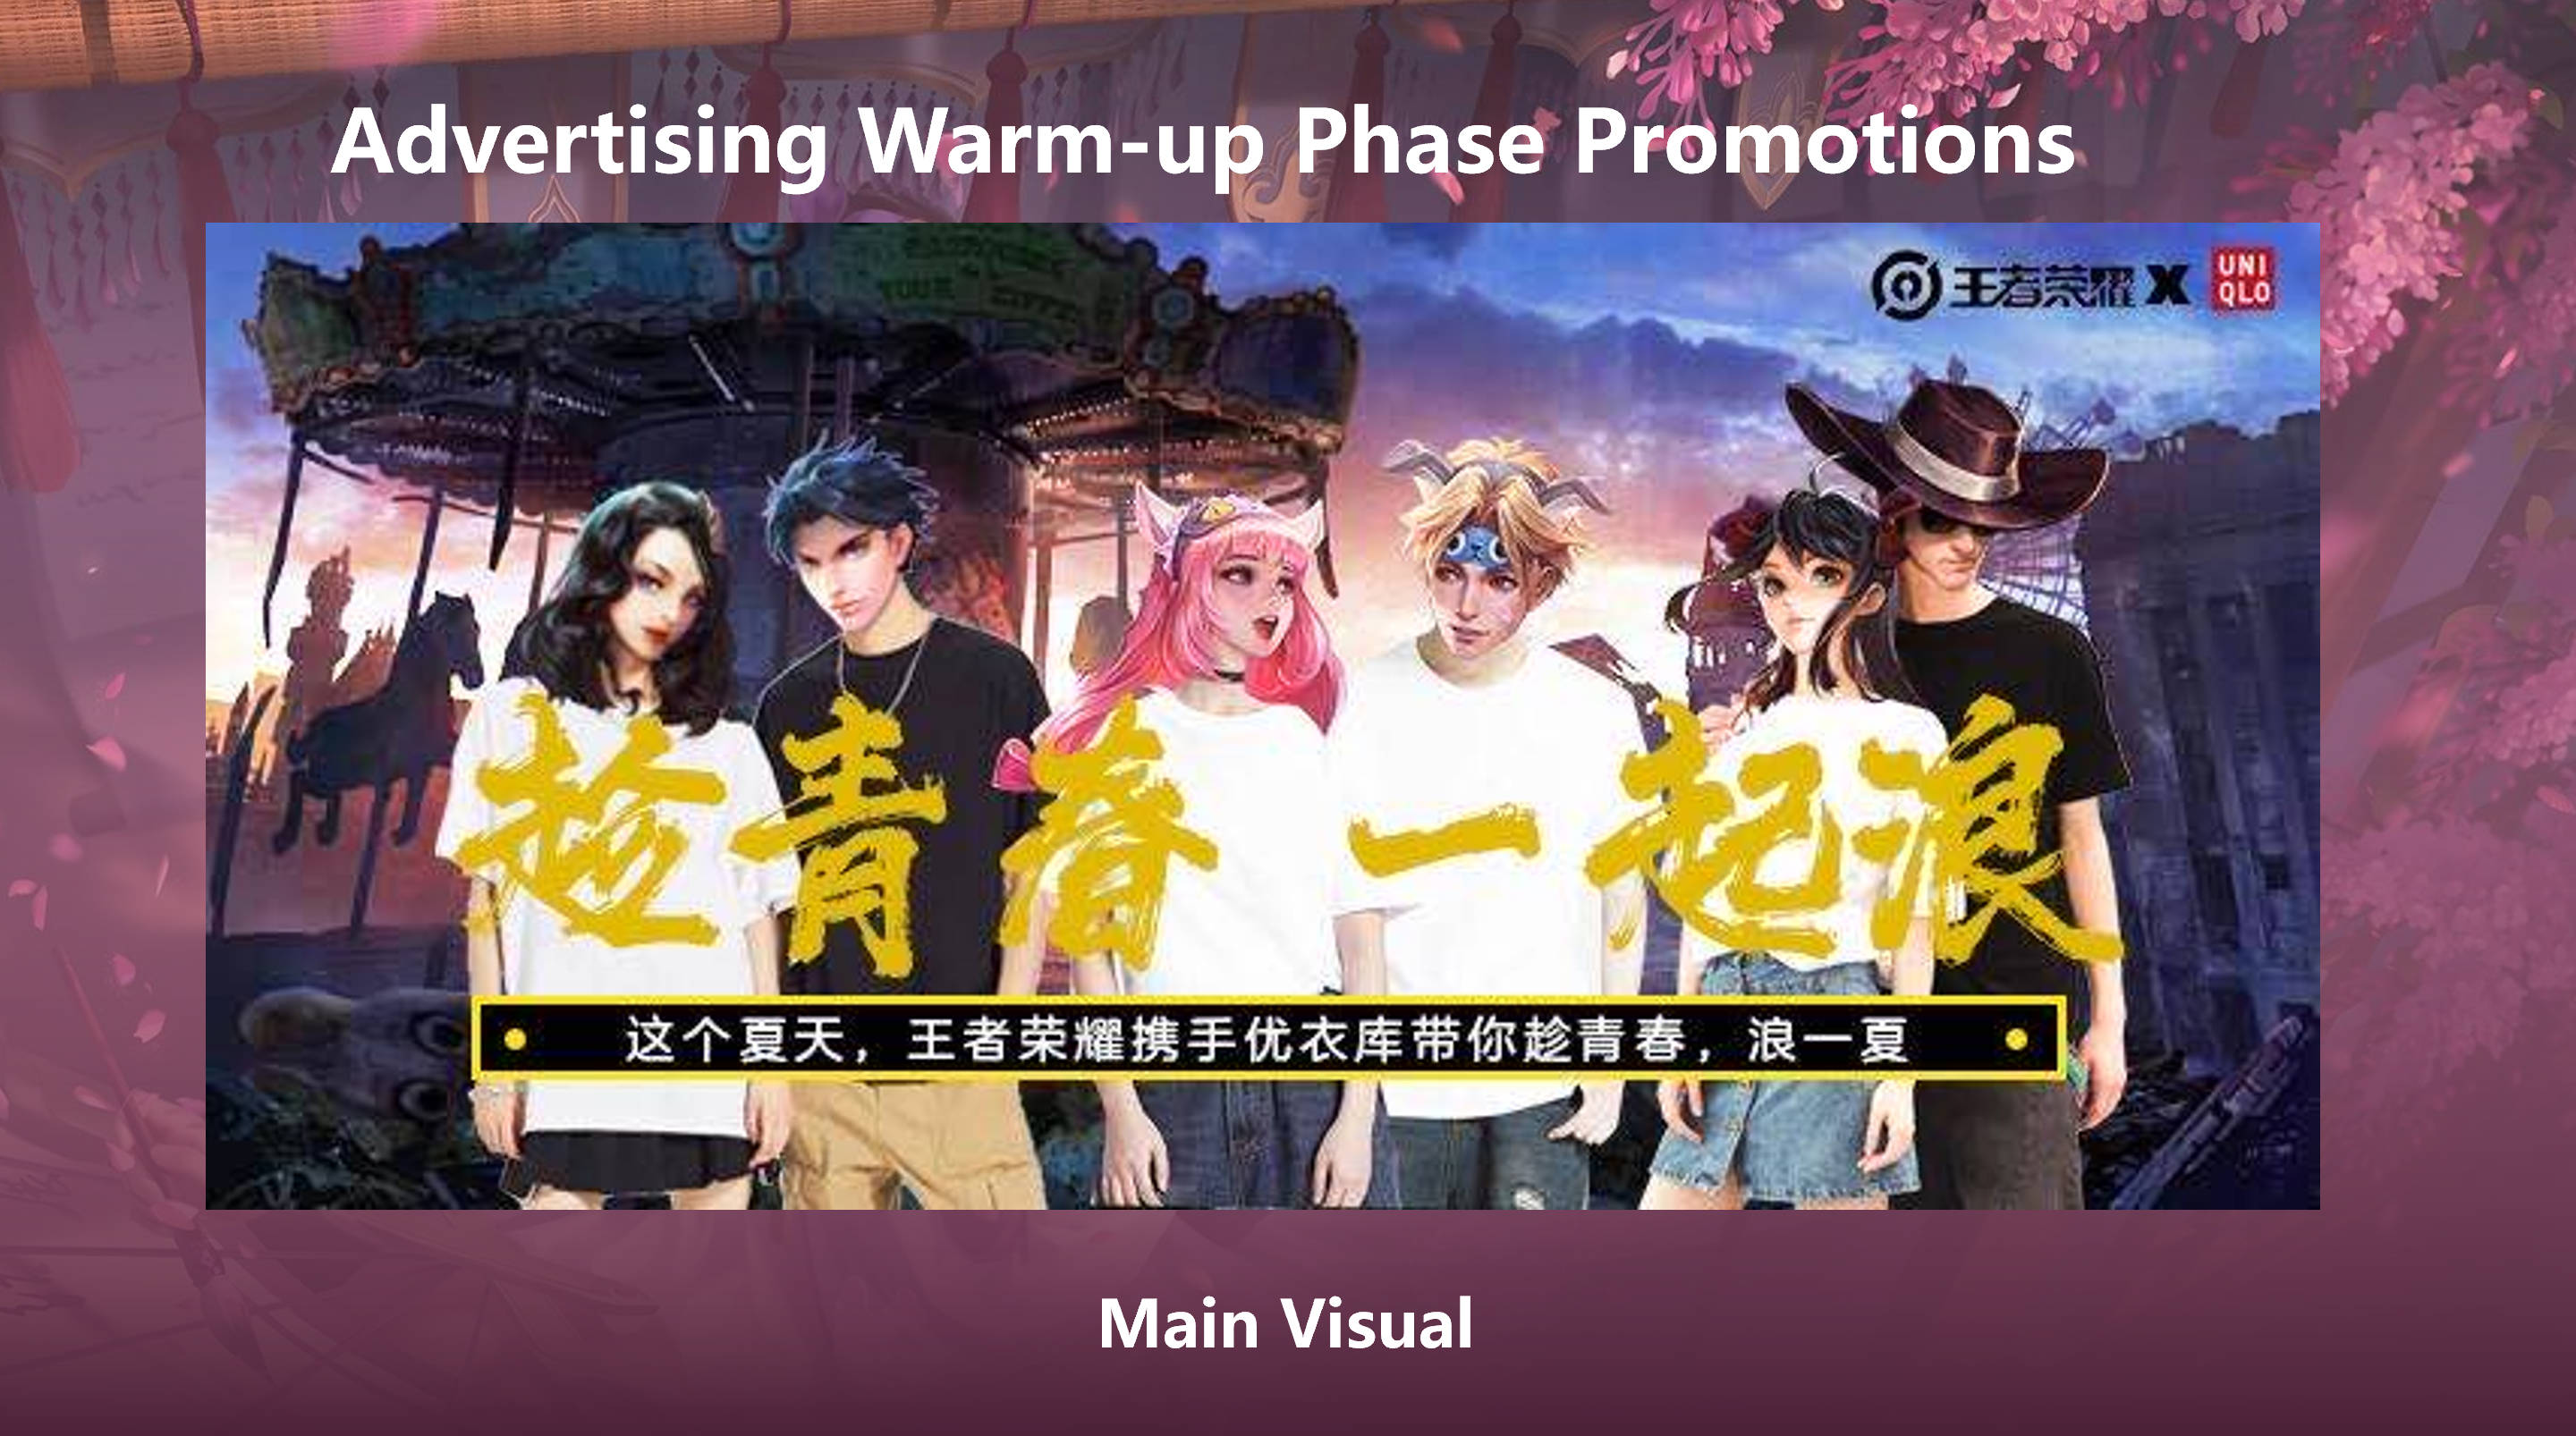 Advertising Warm-up Phase Promotions
王者荣耀 X UNI QLO
趁青春 一起浪
这个夏天，王者荣耀携手优衣库带你趁青春，浪一夏
Main Visual